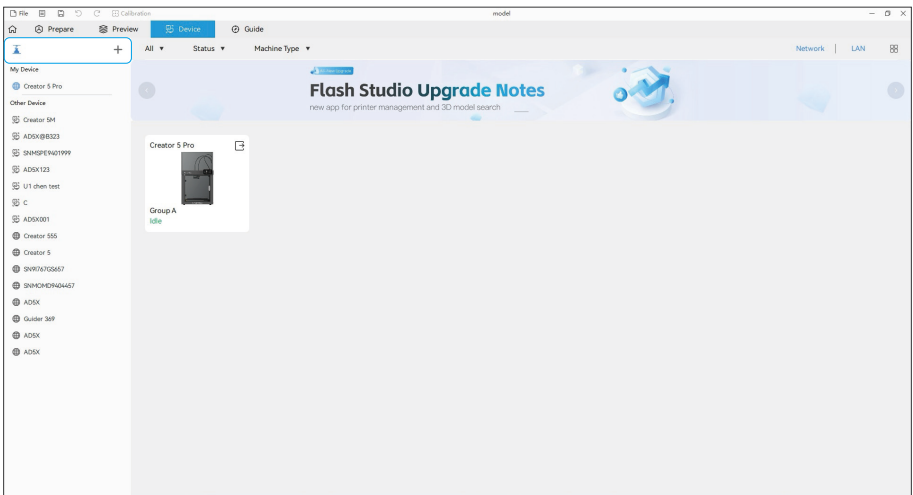 File Calibration model
Prepare Preview Device Guide
All Status Machine Type Network LAN
My Device
Creator 5 Pro
Other Device
Creator 5M
AD5X@B323
SNMSPE9401999
AD5X123
U1 chen test
C
AD5X001
Creator 555
Creator 5
SN9I767GS657
SNMOMD9404457
AD5X
Guider 369
AD5X
AD5X
Flash Studio Upgrade Notes
new app for printer management and 3D model search
Creator 5 Pro
Group A
Idle